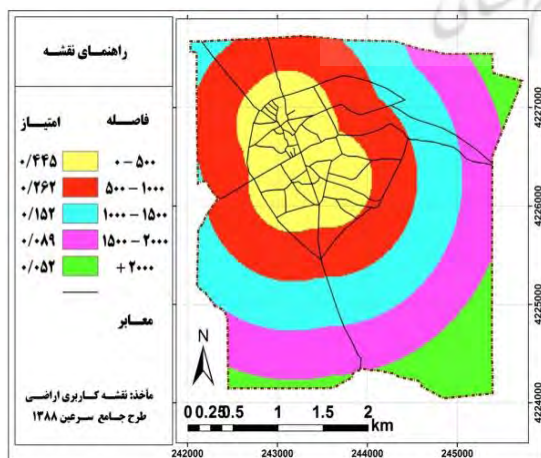 راهنمای نقشه
فاصله امتیاز
۰ – ۵۰۰ ۰/۴۴۵
۵۰۰ – ۱۰۰۰ ۰/۲۶۲
۱۰۰۰ – ۱۵۰۰ ۰/۱۵۲
۱۵۰۰ – ۲۰۰۰ ۰/۰۸۹
+ ۲۰۰۰ ۰/۰۵۲
معابر
N
مأخذ: نقشه کاربری اراضی
طرح جامع سرعین ۱۳۸۸
0 0.25 0.5 1 1.5 2
km
4227000
4226000
4225000
4224000
242000 243000 244000 245000